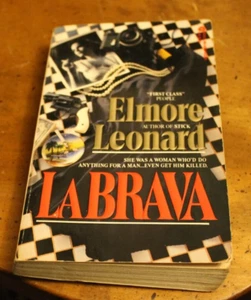 "FIRST CLASS"
PEOPLE
Elmore
Leonard
AUTHOR OF STICK
SHE WAS A WOMAN WHO'D DO
ANYTHING FOR A MAN...EVEN GET HIM KILLED.
LABRAVA